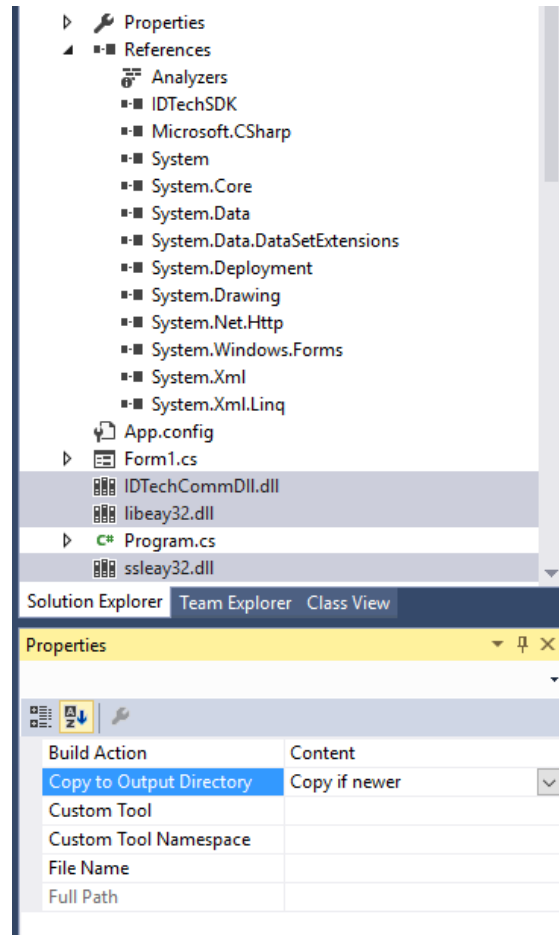 Properties
References
Analyzers
IDTechSDK
Microsoft.CSharp
System
System.Core
System.Data
System.Data.DataSetExtensions
System.Deployment
System.Drawing
System.Net.Http
System.Windows.Forms
System.Xml
System.Xml.Linq
App.config
Form1.cs
IDTechCommDll.dll
libeay32.dll
C# Program.cs
ssleay32.dll
Solution Explorer Team Explorer Class View
Properties
Build Action Content
Copy to Output Directory Copy if newer
Custom Tool
Custom Tool Namespace
File Name
Full Path